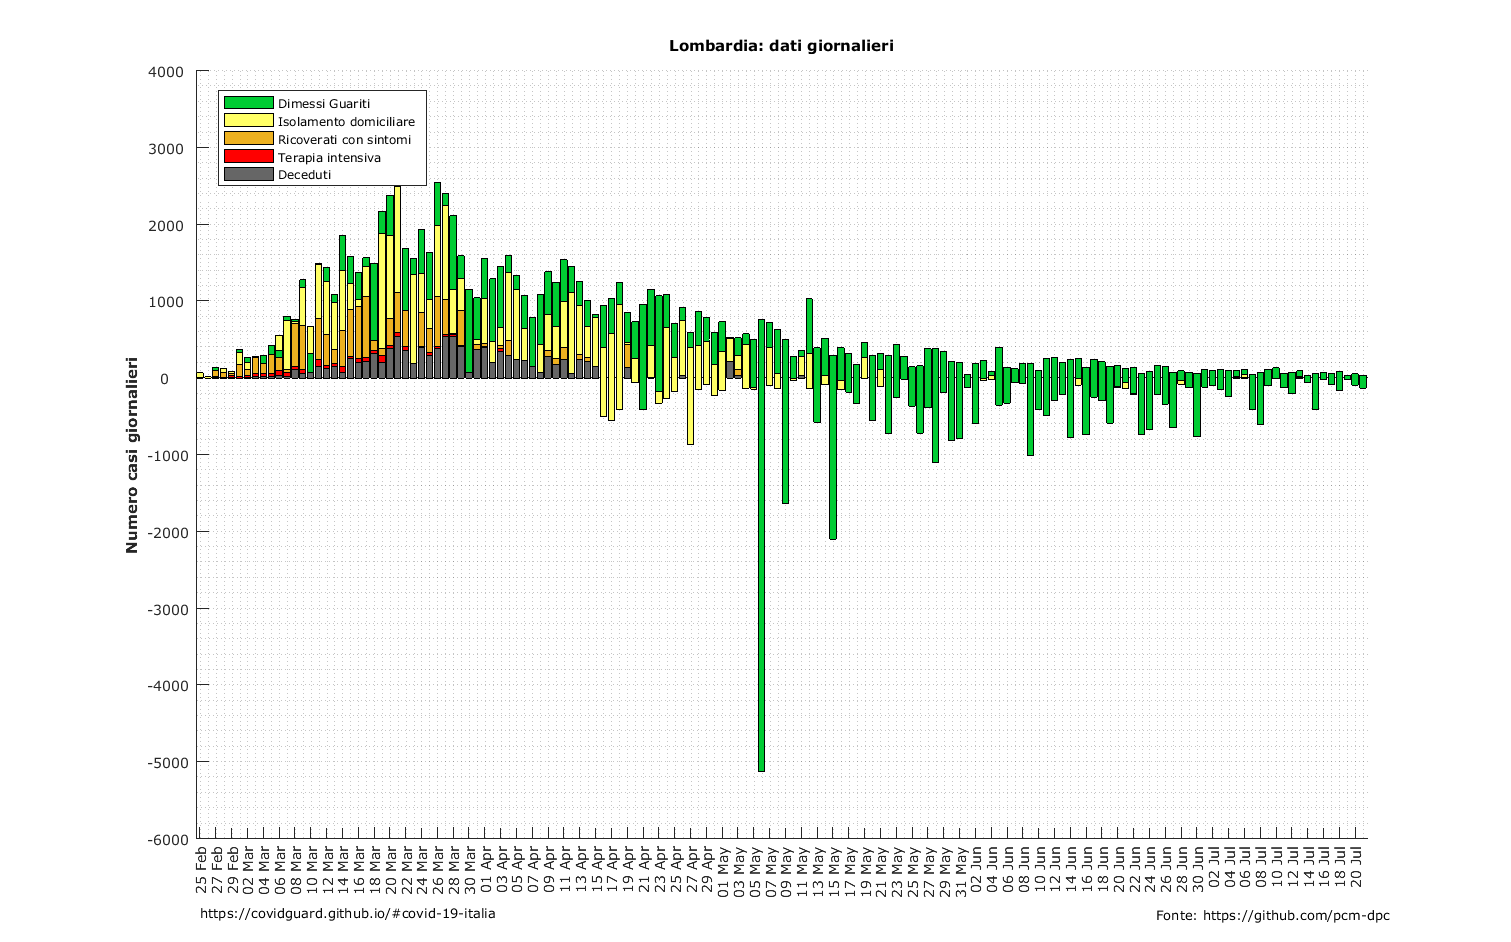 Lombardia: dati giornalieri
4000
3000
2000
1000
0
-1000
-2000
-3000
-4000
-5000
-6000
Numero casi giornalieri
Dimessi Guariti
Isolamento domiciliare
Ricoverati con sintomi
Terapia intensiva
Deceduti
25 Feb
27 Feb
29 Feb
02 Mar
04 Mar
06 Mar
08 Mar
10 Mar
12 Mar
14 Mar
16 Mar
18 Mar
20 Mar
22 Mar
24 Mar
26 Mar
28 Mar
30 Mar
01 Apr
03 Apr
05 Apr
07 Apr
09 Apr
11 Apr
13 Apr
15 Apr
17 Apr
19 Apr
21 Apr
23 Apr
25 Apr
27 Apr
29 Apr
01 May
03 May
05 May
07 May
09 May
11 May
13 May
15 May
17 May
19 May
21 May
23 May
25 May
27 May
29 May
31 May
02 Jun
04 Jun
06 Jun
08 Jun
10 Jun
12 Jun
14 Jun
16 Jun
18 Jun
20 Jun
22 Jun
24 Jun
26 Jun
28 Jun
30 Jun
02 Jul
04 Jul
06 Jul
08 Jul
10 Jul
12 Jul
14 Jul
16 Jul
18 Jul
20 Jul
https://covidguard.github.io/#covid-19-italia
Fonte: https://github.com/pcm-dpc